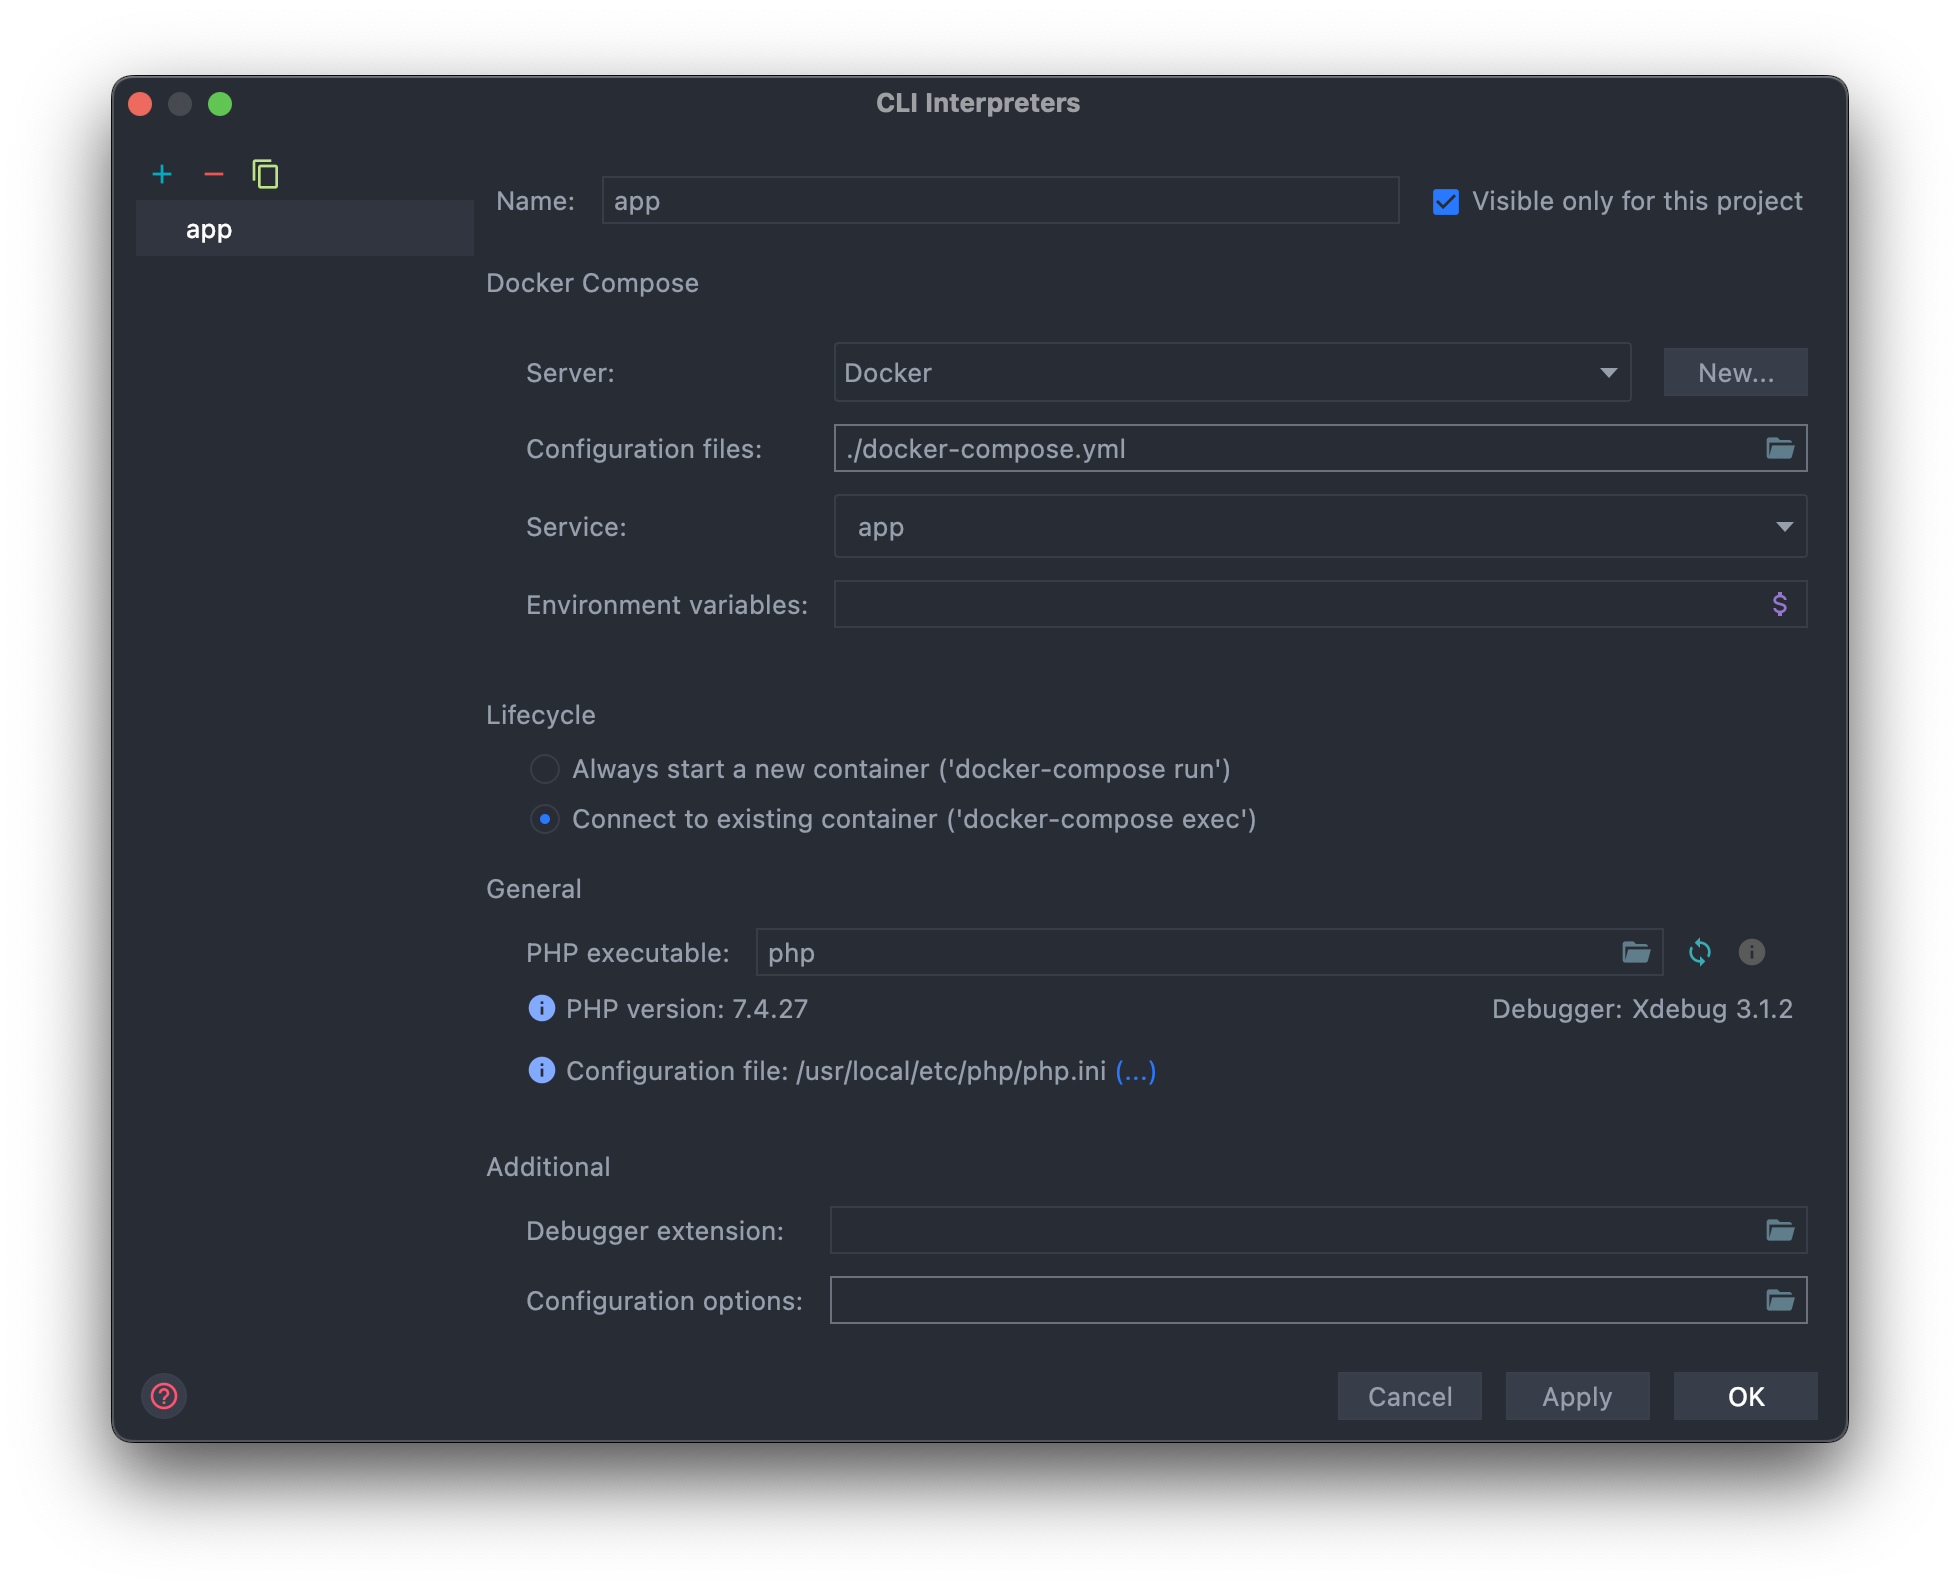 CLI Interpreters
app
Name: app Visible only for this project
Docker Compose
Server: Docker New...
Configuration files: ./docker-compose.yml
Service: app
Environment variables: $
Lifecycle
Always start a new container ('docker-compose run')
Connect to existing container ('docker-compose exec')
General
PHP executable: php
PHP version: 7.4.27 Debugger: Xdebug 3.1.2
Configuration file: /usr/local/etc/php/php.ini (...)
Additional
Debugger extension:
Configuration options:
Cancel Apply OK